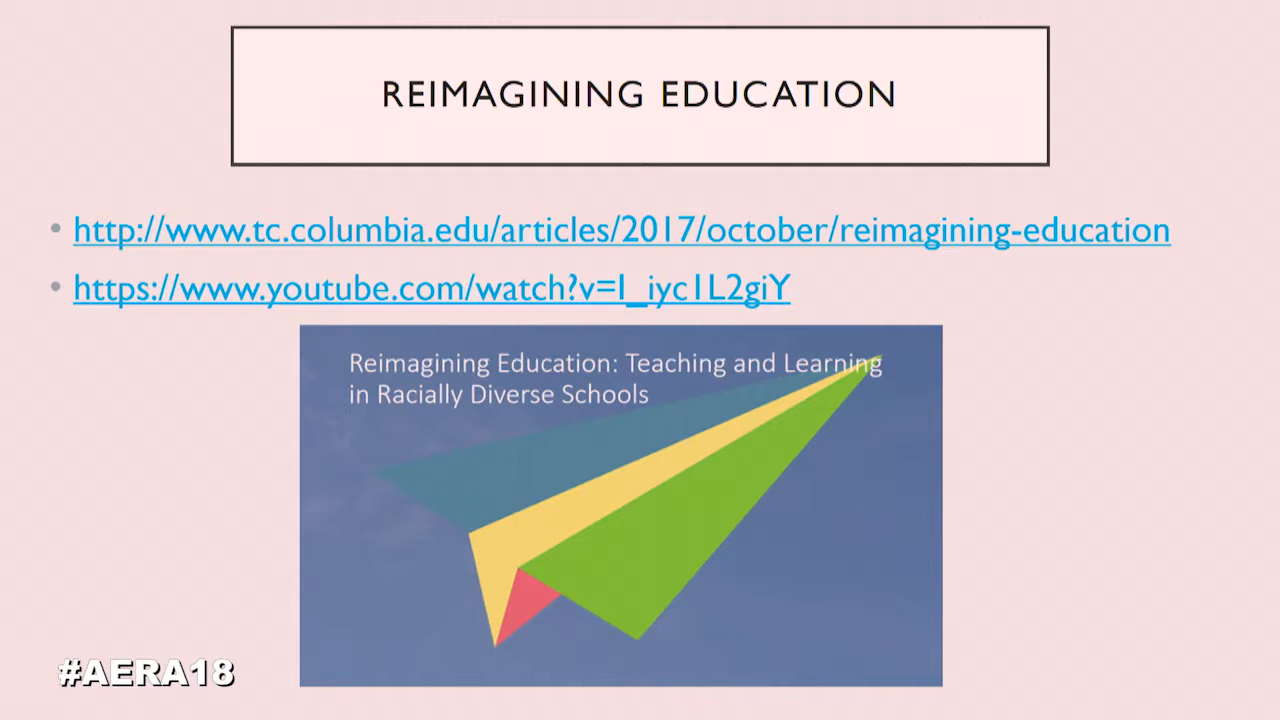 REIMAGINING EDUCATION
• http://www.tc.columbia.edu/articles/2017/october/reimagining-education
• https://www.youtube.com/watch?v=I_iyc1L2giY
Reimagining Education: Teaching and Learning
in Racially Diverse Schools
#AERA18